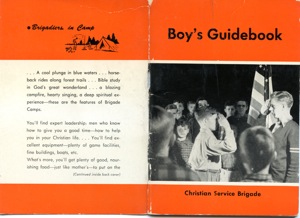 Brigadiers in Camp
. . . A cool plunge in blue waters . . . horse-
back rides along forest trails . . . Bible study
in God's great wonderland . . . a blazing
campfire, hearty singing, a deep spiritual ex-
perience—these are the features of Brigade
Camps.
You'll find expert leadership, men who know
how to give you a good time—how to help
you in your Christian life. . . . You'll find ex-
cellent equipment—plenty of game facilities,
fine buildings, boats, etc.
What's more, you'll get plenty of good, nour-
ishing food—just like mother's—to put on the
(Continued inside back cover)
Boy's Guidebook
Christian Service Brigade